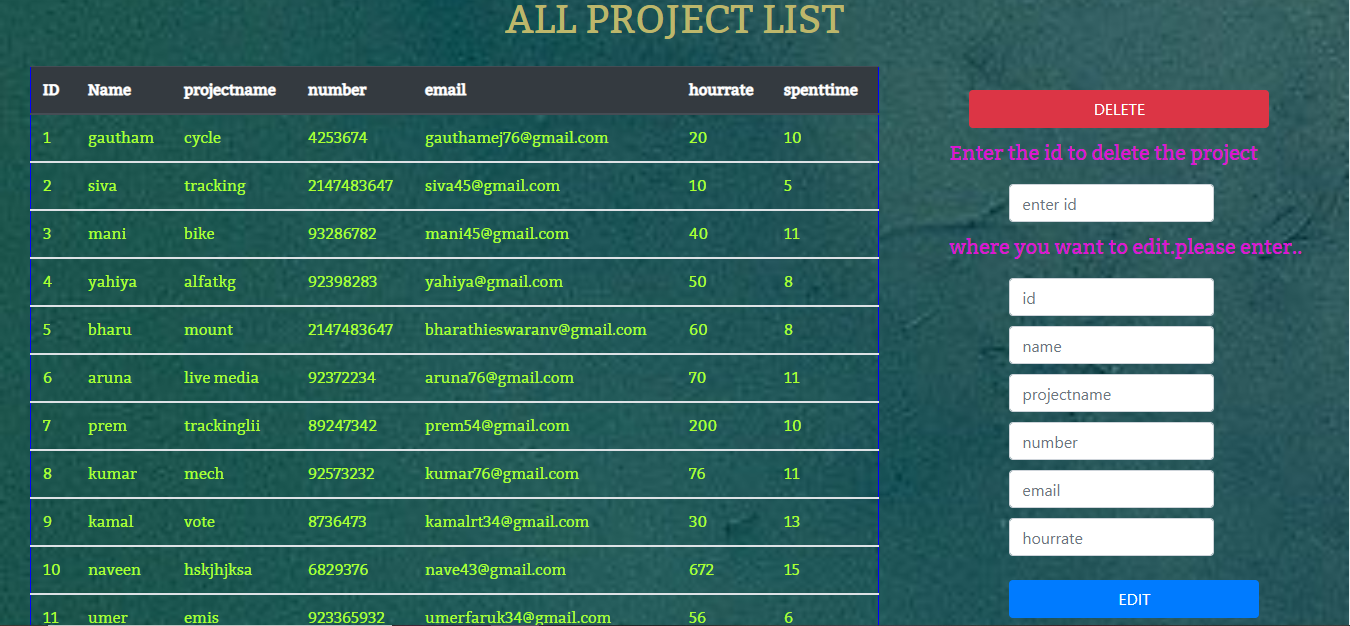 ALL PROJECT LIST
ID Name projectname number email hourrate spenttime
1 gautham cycle 4253674 gauthamej76@gmail.com 20 10
2 siva tracking 2147483647 siva45@gmail.com 10 5
3 mani bike 93286782 mani45@gmail.com 40 11
4 yahiya alfatkg 92398283 yahiya@gmail.com 50 8
5 bharu mount 2147483647 bharathieswaranv@gmail.com 60 8
6 aruna live media 92372234 aruna76@gmail.com 70 11
7 prem trackinglii 89247342 prem54@gmail.com 200 10
8 kumar mech 92573232 kumar76@gmail.com 76 11
9 kamal vote 8736473 kamalrt34@gmail.com 30 13
10 naveen hskjhjksa 6829376 nave43@gmail.com 672 15
11 umer emis 923365932 umerfaruk34@gmail.com 56 6
DELETE
Enter the id to delete the project
enter id
where you want to edit.please enter..
id
name
projectname
number
email
hourrate
EDIT